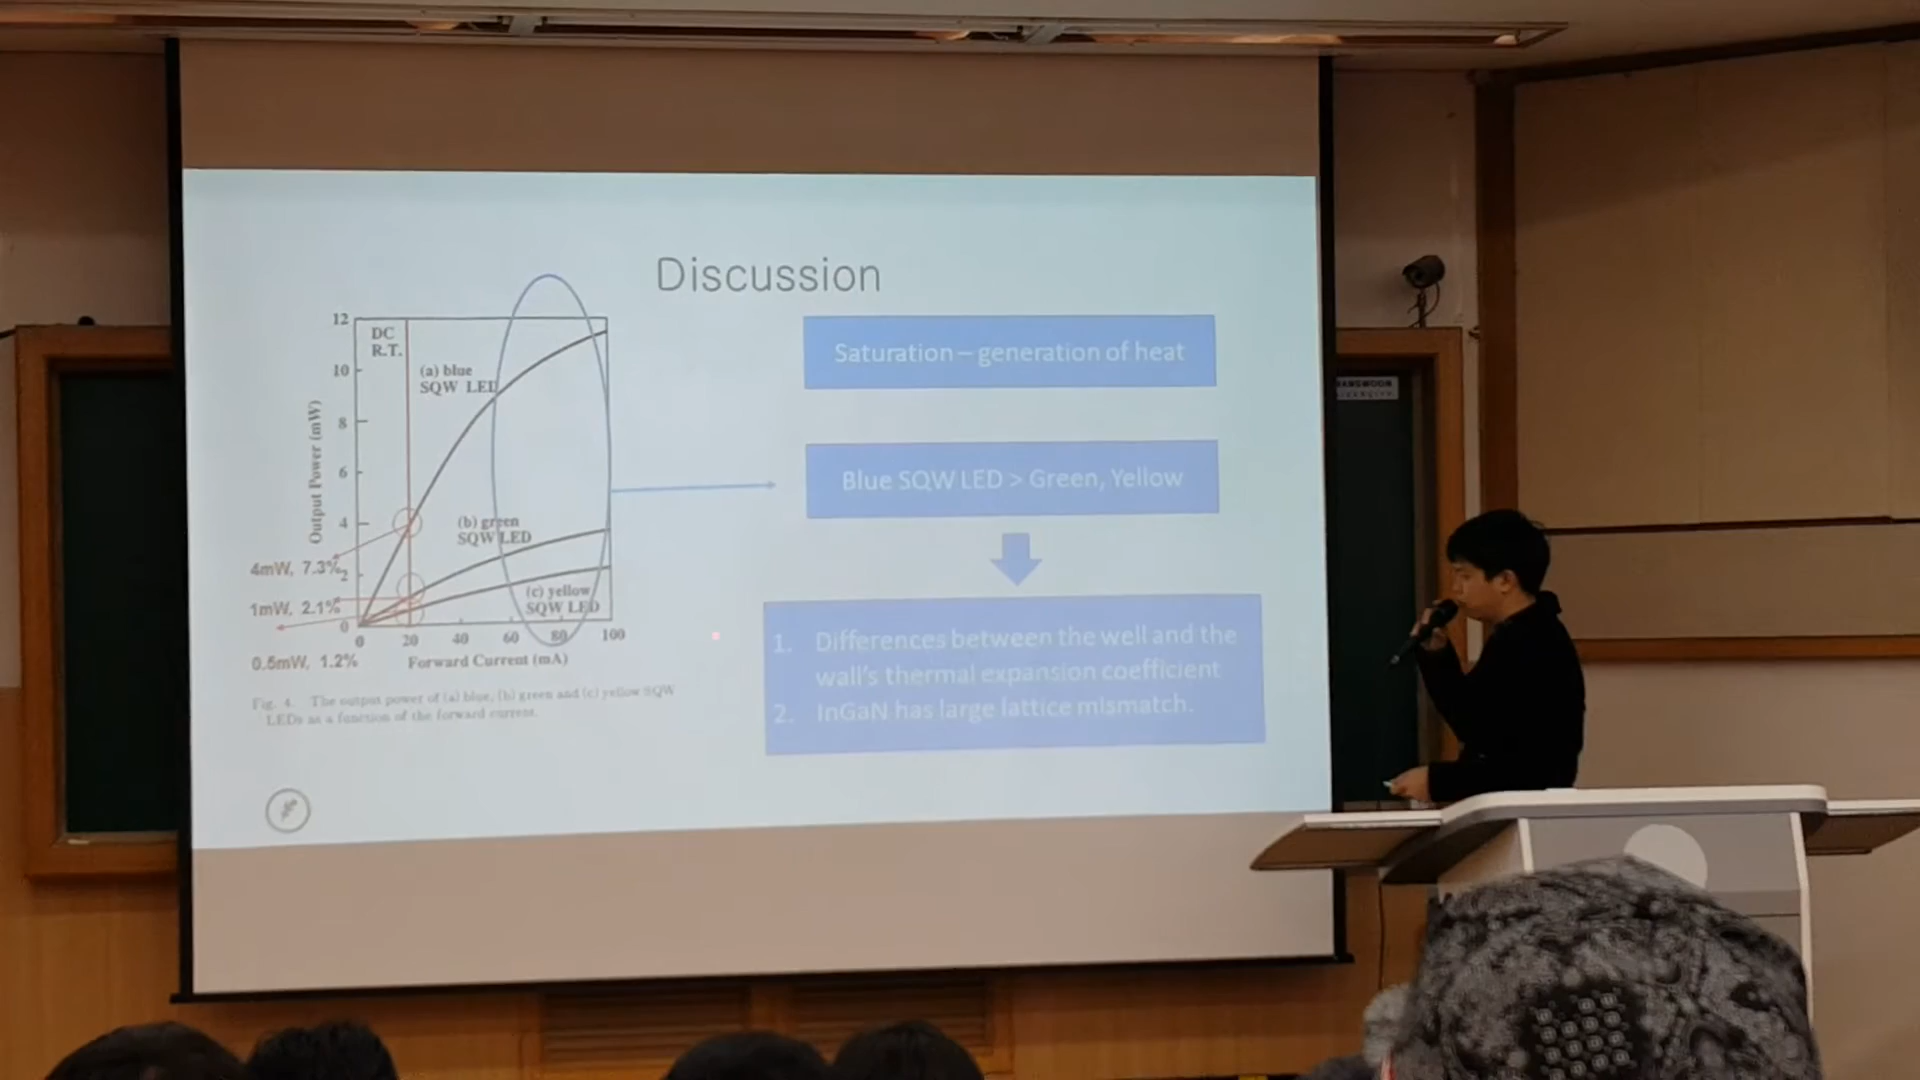 Discussion
12
10
8
6
4
2
0
Output Power (mW)
DC
R.T.
(a) blue
SQW LED
(b) green
SQW LED
(c) yellow
SQW LED
4mW, 7.3%
1mW, 2.1%
0.5mW, 1.2%
0 20 40 60 80 100
Forward Current (mA)
Fig. 4. The output power of (a) blue, (b) green and (c) yellow SQW
LEDs as a function of the forward current.
Saturation – generation of heat
Blue SQW LED > Green, Yellow
1. Differences between the well and the
wall's thermal expansion coefficient
2. InGaN has large lattice mismatch.